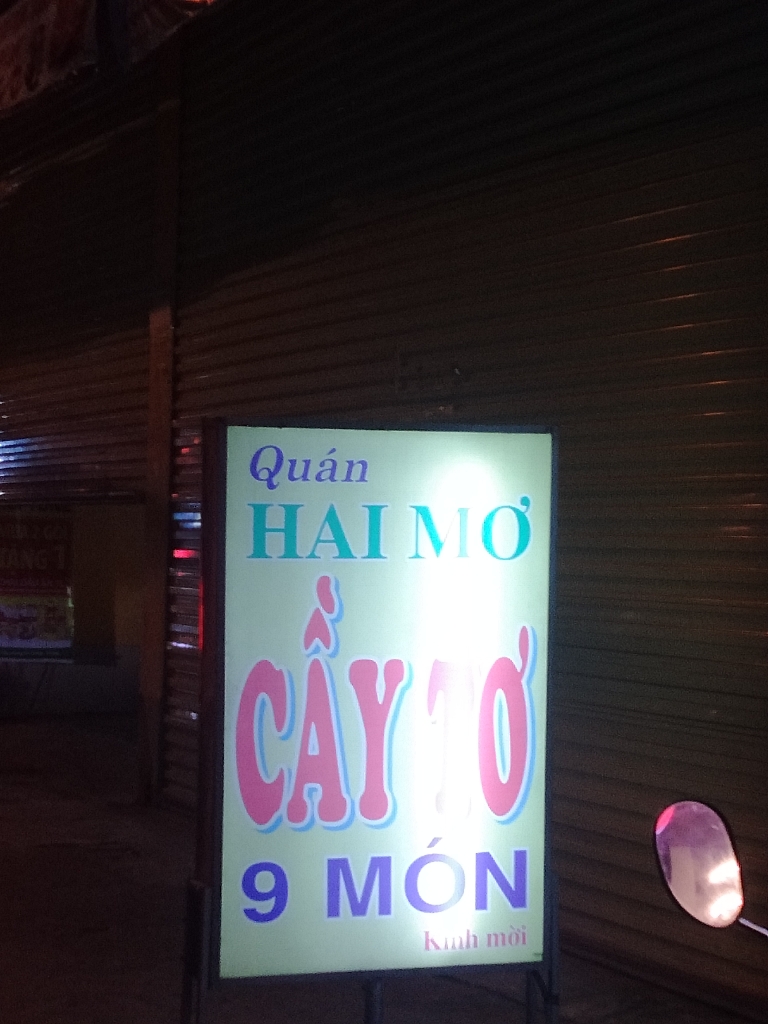 Quán
HAI MƠ
CẦY TƠ
9 MÓN
Kính mời